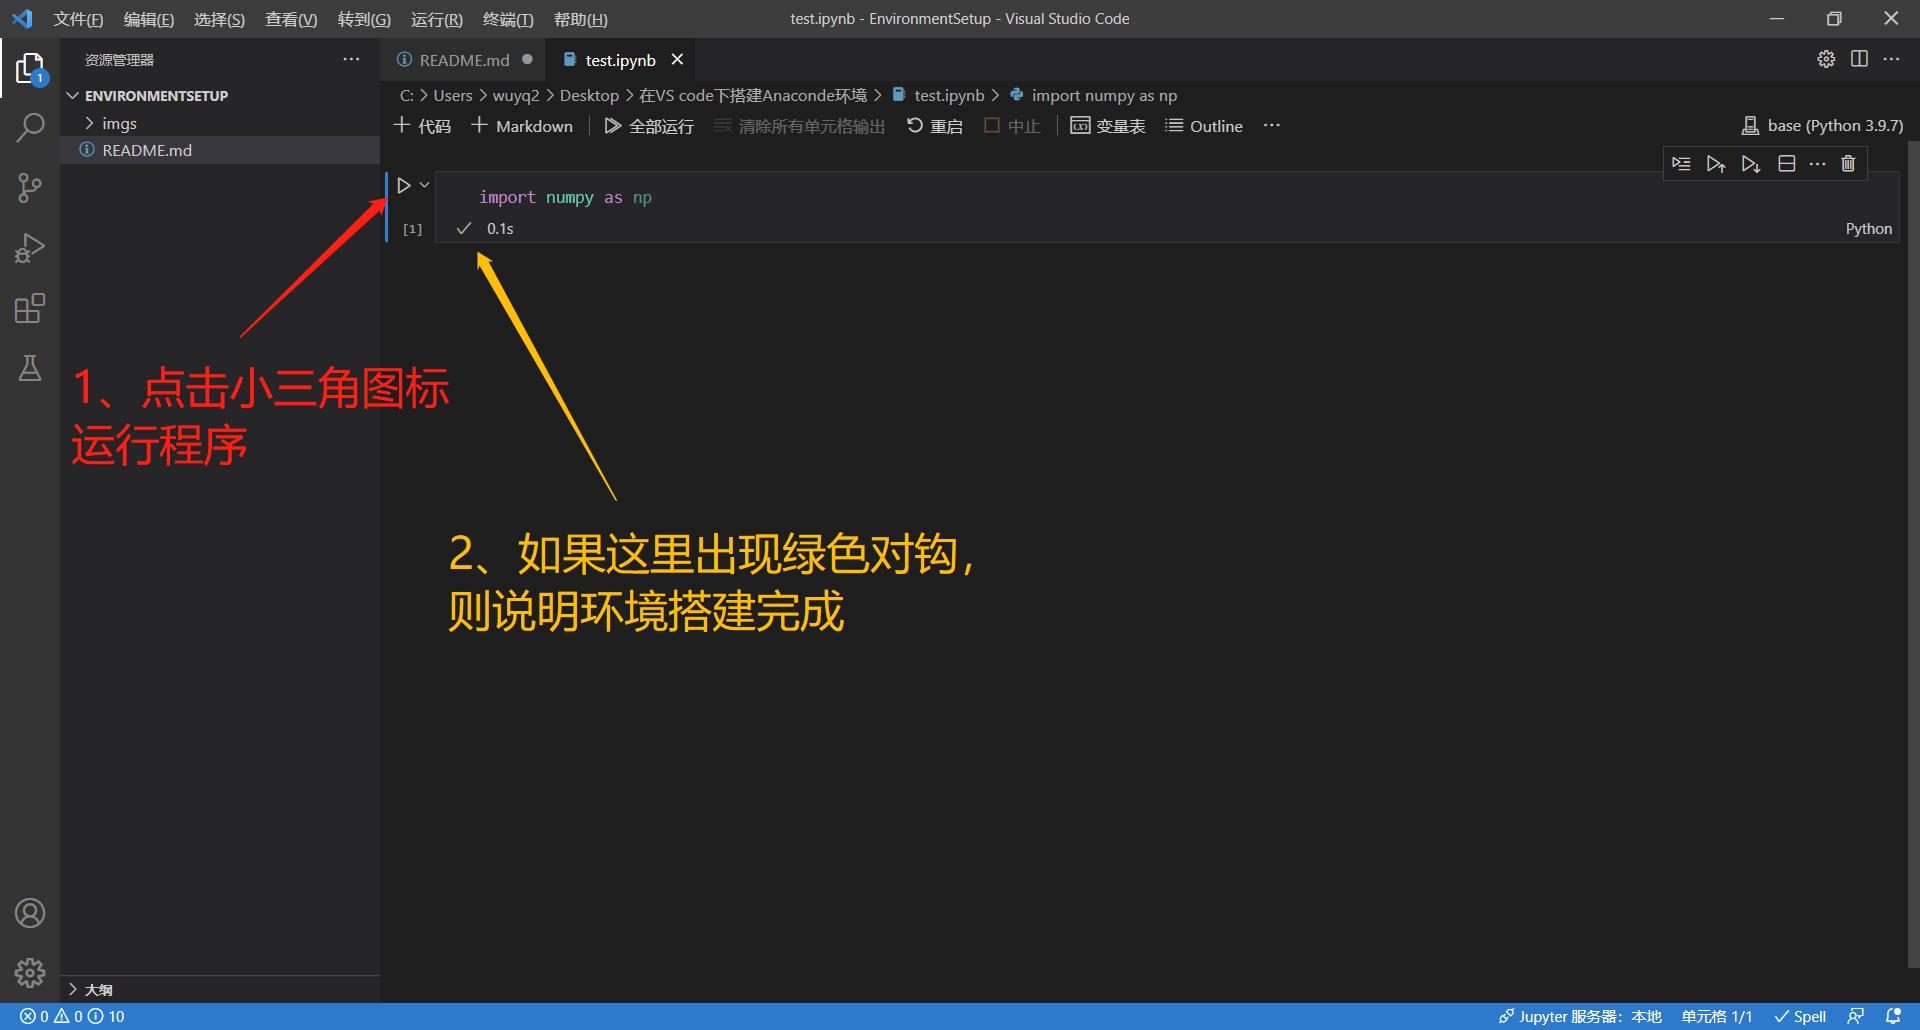 文件(F) 编辑(E) 选择(S) 查看(V) 转到(G) 运行(R) 终端(T) 帮助(H) test.ipynb - EnvironmentSetup - Visual Studio Code
资源管理器
README.md test.ipynb
1
ENVIRONMENTSETUP
C: Users wuyq2 Desktop 在VS code下搭建Anaconde环境 test.ipynb import numpy as np
imgs
代码 Markdown 全部运行 清除所有单元格输出 重启 中止 变量表 Outline base (Python 3.9.7)
README.md
import numpy as np
[1] 0.1s Python
1、点击小三角图标
运行程序
2、如果这里出现绿色对钩，
则说明环境搭建完成
大纲
0 0 10 Jupyter 服务器：本地 单元格 1/1 Spell